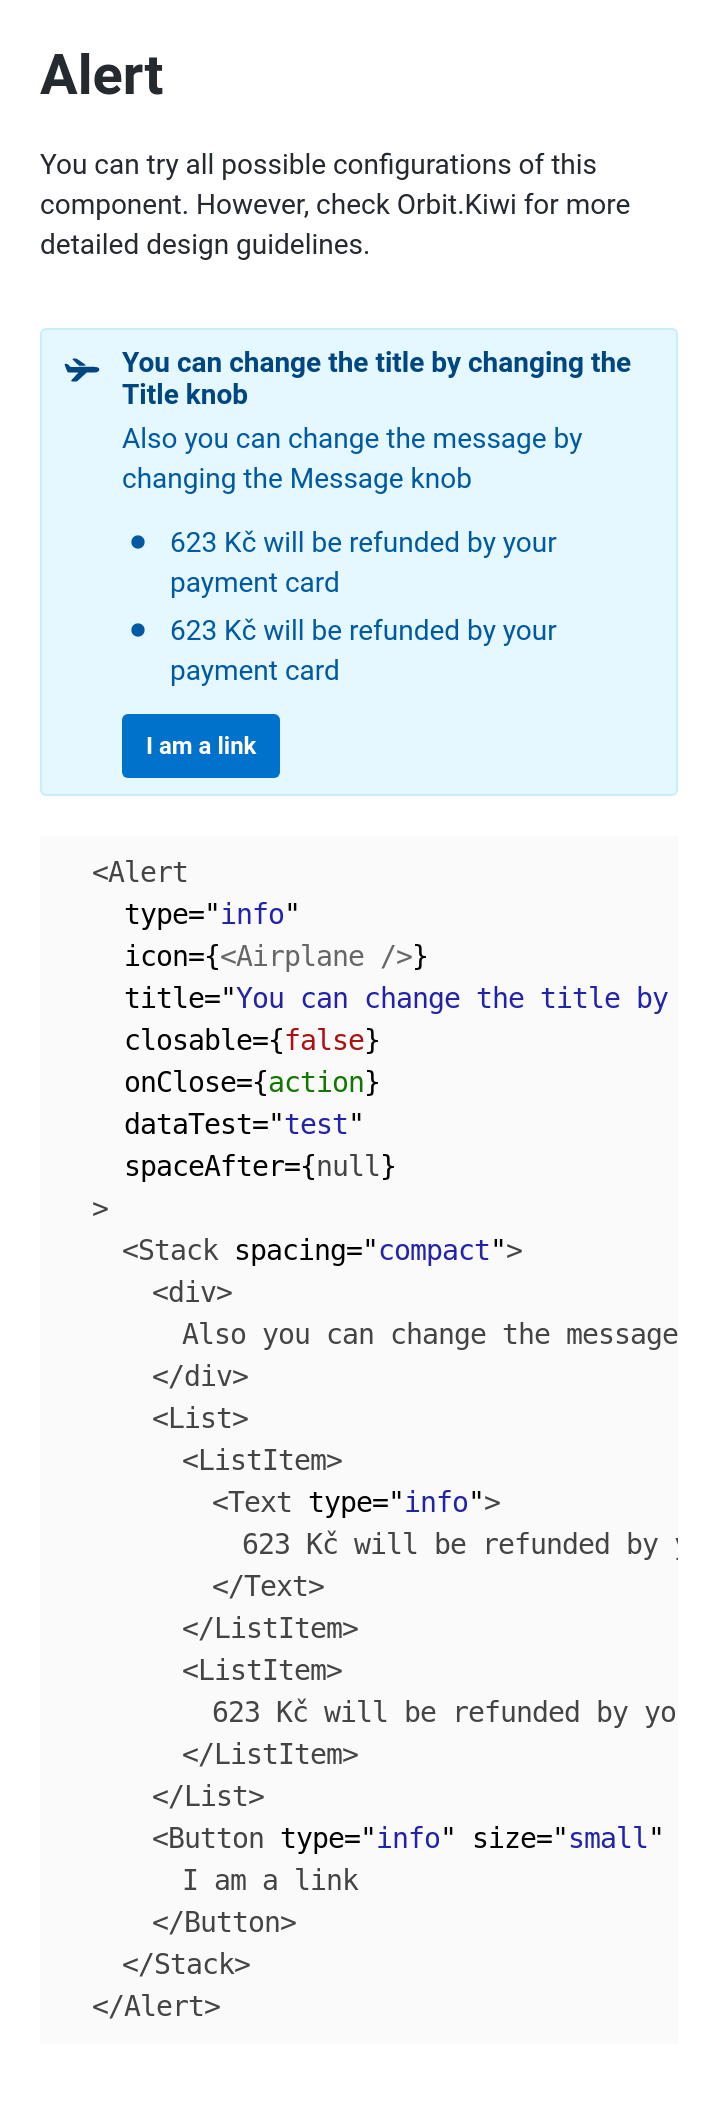 Alert
You can try all possible configurations of this
component. However, check Orbit.Kiwi for more
detailed design guidelines.
You can change the title by changing the
Title knob
Also you can change the message by
changing the Message knob
623 Kč will be refunded by your
payment card
623 Kč will be refunded by your
payment card
I am a link
<Alert
type="info"
icon={<Airplane />}
title="You can change the title by
closable={false}
onClose={action}
dataTest="test"
spaceAfter={null}
>
<Stack spacing="compact">
<div>
Also you can change the message
</div>
<List>
<ListItem>
<Text type="info">
623 Kč will be refunded by
</Text>
</ListItem>
<ListItem>
623 Kč will be refunded by yo
</ListItem>
</List>
<Button type="info" size="small"
I am a link
</Button>
</Stack>
</Alert>